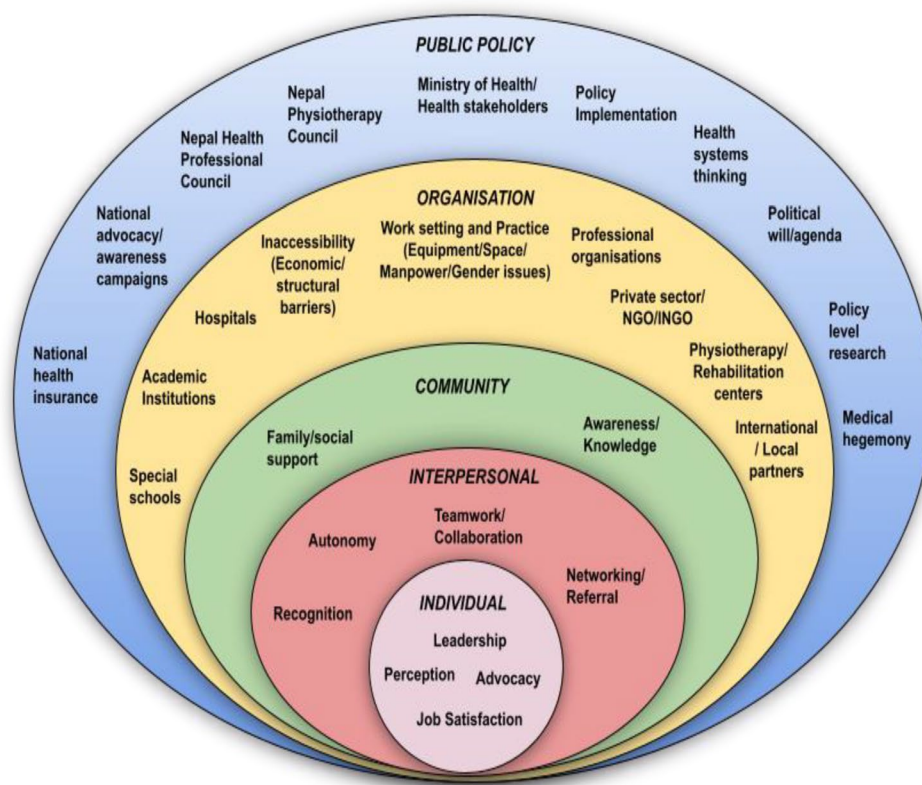 PUBLIC POLICY
Ministry of Health/
Health stakeholders
Nepal
Physiotherapy
Council
Policy
Implementation
Nepal Health
Professional
Council
Health
systems
thinking
National
advocacy/
awareness
campaigns
Political
will/agenda
National
health
insurance
Policy
level
research
Medical
hegemony
ORGANISATION
Work setting and Practice
(Equipment/Space/
Manpower/Gender issues)
Inaccessibility
(Economic/
structural
barriers)
Professional
organisations
Hospitals
Private sector/
NGO/INGO
Academic
Institutions
Physiotherapy/
Rehabilitation
centers
Special
schools
International
/ Local
partners
COMMUNITY
Family/social
support
Awareness/
Knowledge
INTERPERSONAL
Teamwork/
Collaboration
Autonomy
Networking/
Referral
Recognition
INDIVIDUAL
Leadership
Perception
Advocacy
Job Satisfaction